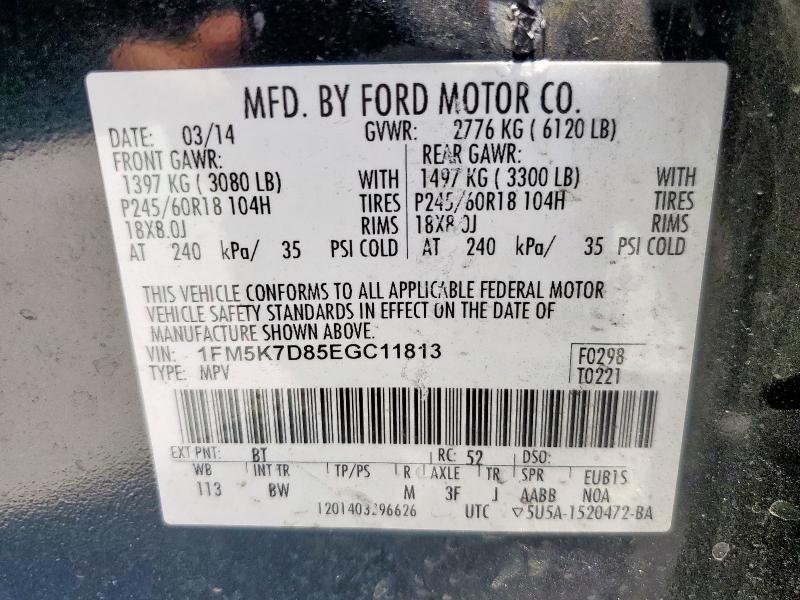 MFD. BY FORD MOTOR CO.
DATE: 03/14 GVWR: 2776 KG ( 6120 LB)
FRONT GAWR: REAR GAWR:
1397 KG ( 3080 LB) WITH 1497 KG ( 3300 LB) WITH
P245/60R18 104H TIRES P245/60R18 104H TIRES
18X8.0J RIMS 18X8.0J RIMS
AT 240 kPa/ 35 PSI COLD AT 240 kPa/ 35 PSI COLD
THIS VEHICLE CONFORMS TO ALL APPLICABLE FEDERAL MOTOR
VEHICLE SAFETY STANDARDS IN EFFECT ON THE DATE OF
MANUFACTURE SHOWN ABOVE.
VIN: 1FM5K7D85EGC11813 F0298
TYPE: MPV T0221
EXT PNT: BT RC: 52 DSO:
WB INT TR TP/PS R AXLE TR SPR EUB1S
113 BW M 3F J AABB NOA
1201403296626 UTC ▽5U5A-1520472-BA